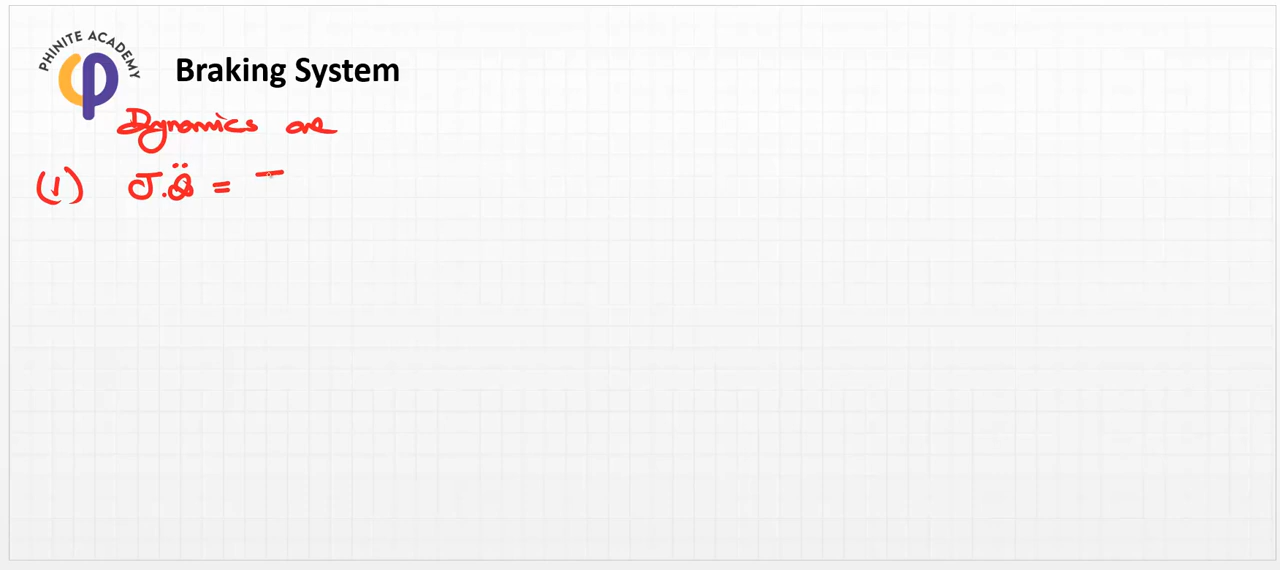 PHINITE ACADEMY
Braking System
Dynamics are
(1) J.θ̈ =